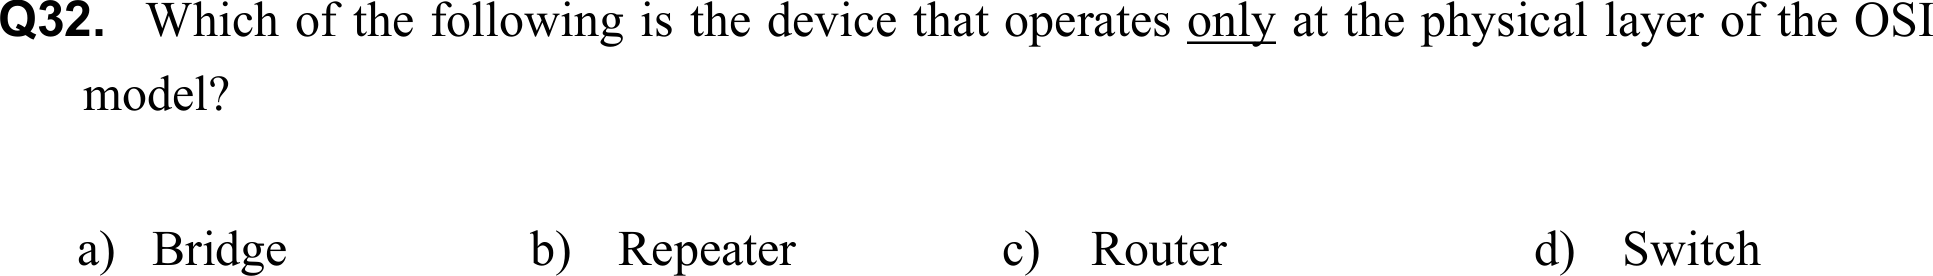 Q32. Which of the following is the device that operates only at the physical layer of the OSI
model?
a) Bridge b) Repeater c) Router d) Switch